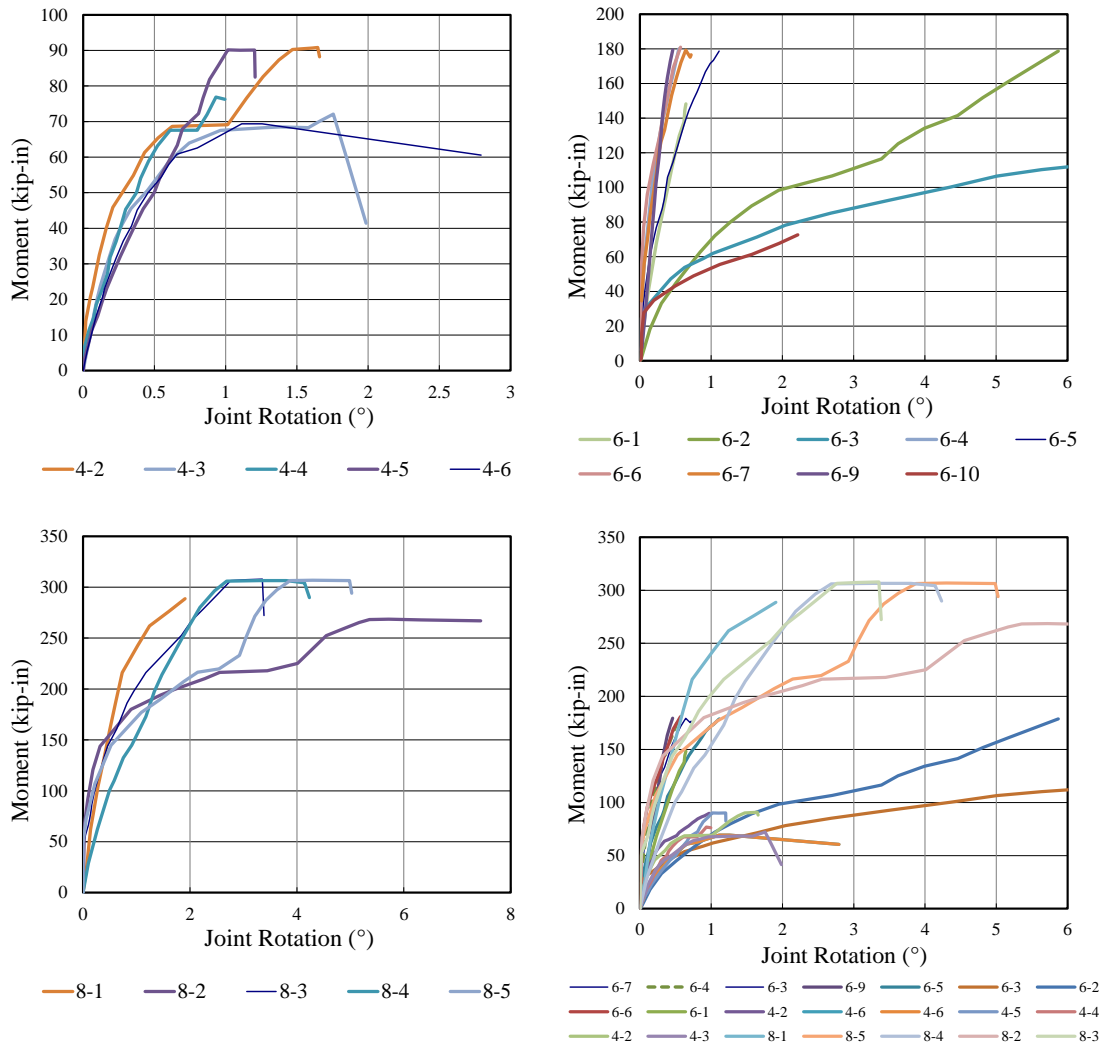 100
90
80
70
60
50
40
30
20
10
0
Moment (kip-in)
0 0.5 1 1.5 2 2.5 3
Joint Rotation (°)
4-2 4-3 4-4 4-5 4-6
200
180
160
140
120
100
80
60
40
20
0
Moment (kip-in)
0 1 2 3 4 5 6
Joint Rotation (°)
6-1 6-2 6-3 6-4 6-5
6-6 6-7 6-9 6-10
350
300
250
200
150
100
50
0
Moment (kip-in)
0 2 4 6 8
Joint Rotation (°)
8-1 8-2 8-3 8-4 8-5
350
300
250
200
150
100
50
0
Moment (kip-in)
0 1 2 3 4 5 6
Joint Rotation (°)
6-7 6-4 6-3 6-9 6-5 6-3 6-2
6-6 6-1 4-2 4-6 4-6 4-5 4-4
4-2 4-3 8-1 8-5 8-4 8-2 8-3